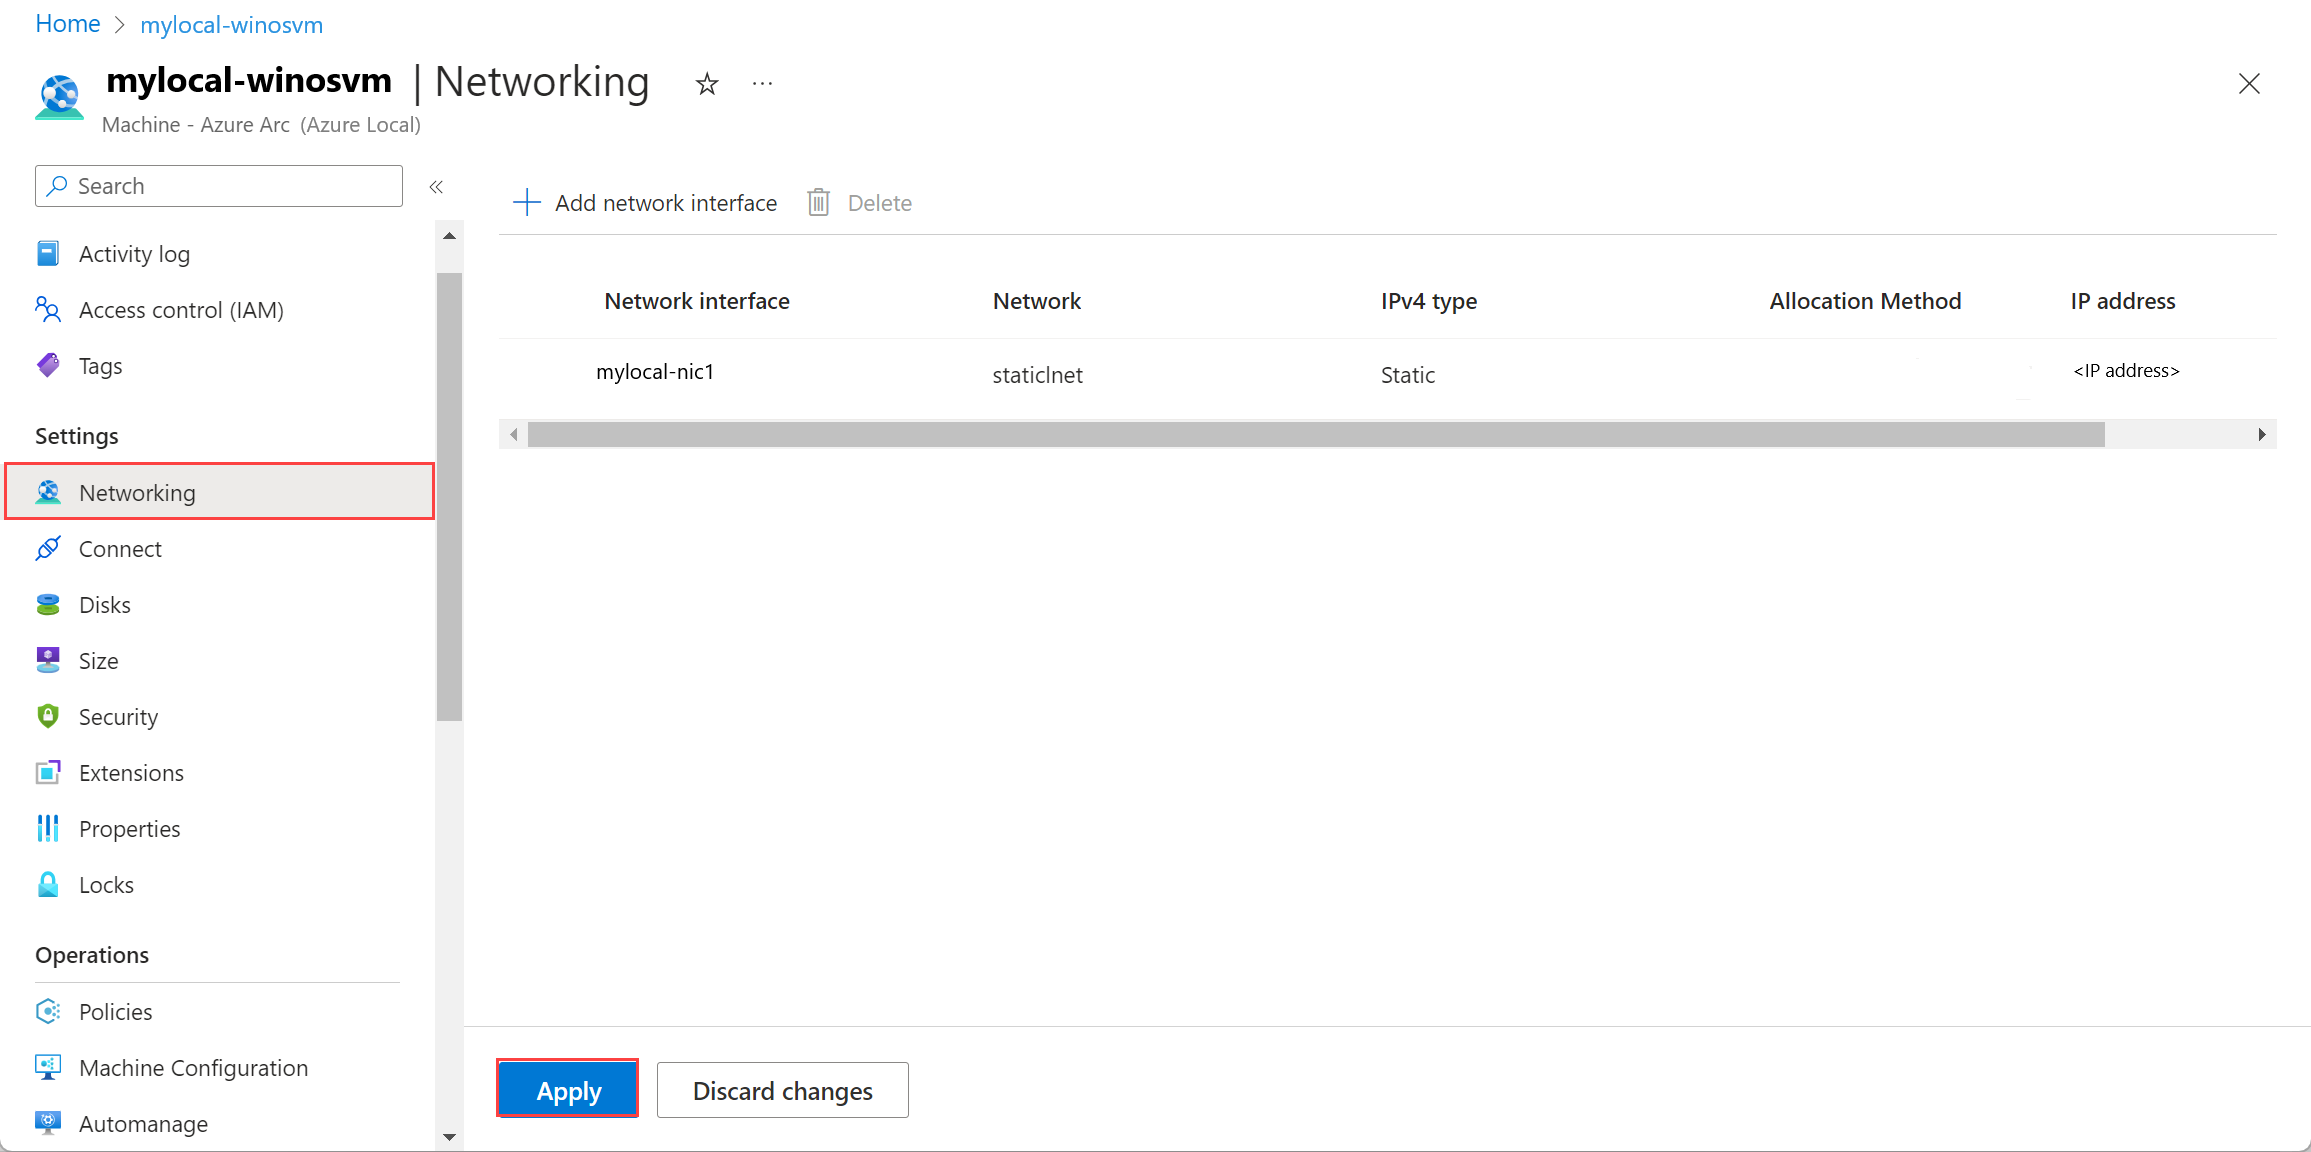 Home > mylocal-winosvm
mylocal-winosvm | Networking ☆ ...
Machine - Azure Arc (Azure Local)
Search «
Activity log
Access control (IAM)
Tags
Settings
Networking
Connect
Disks
Size
Security
Extensions
Properties
Locks
Operations
Policies
Machine Configuration
Automanage
Add network interface Delete
Network interface Network IPv4 type Allocation Method IP address
mylocal-nic1 staticlnet Static <IP address>
Apply Discard changes